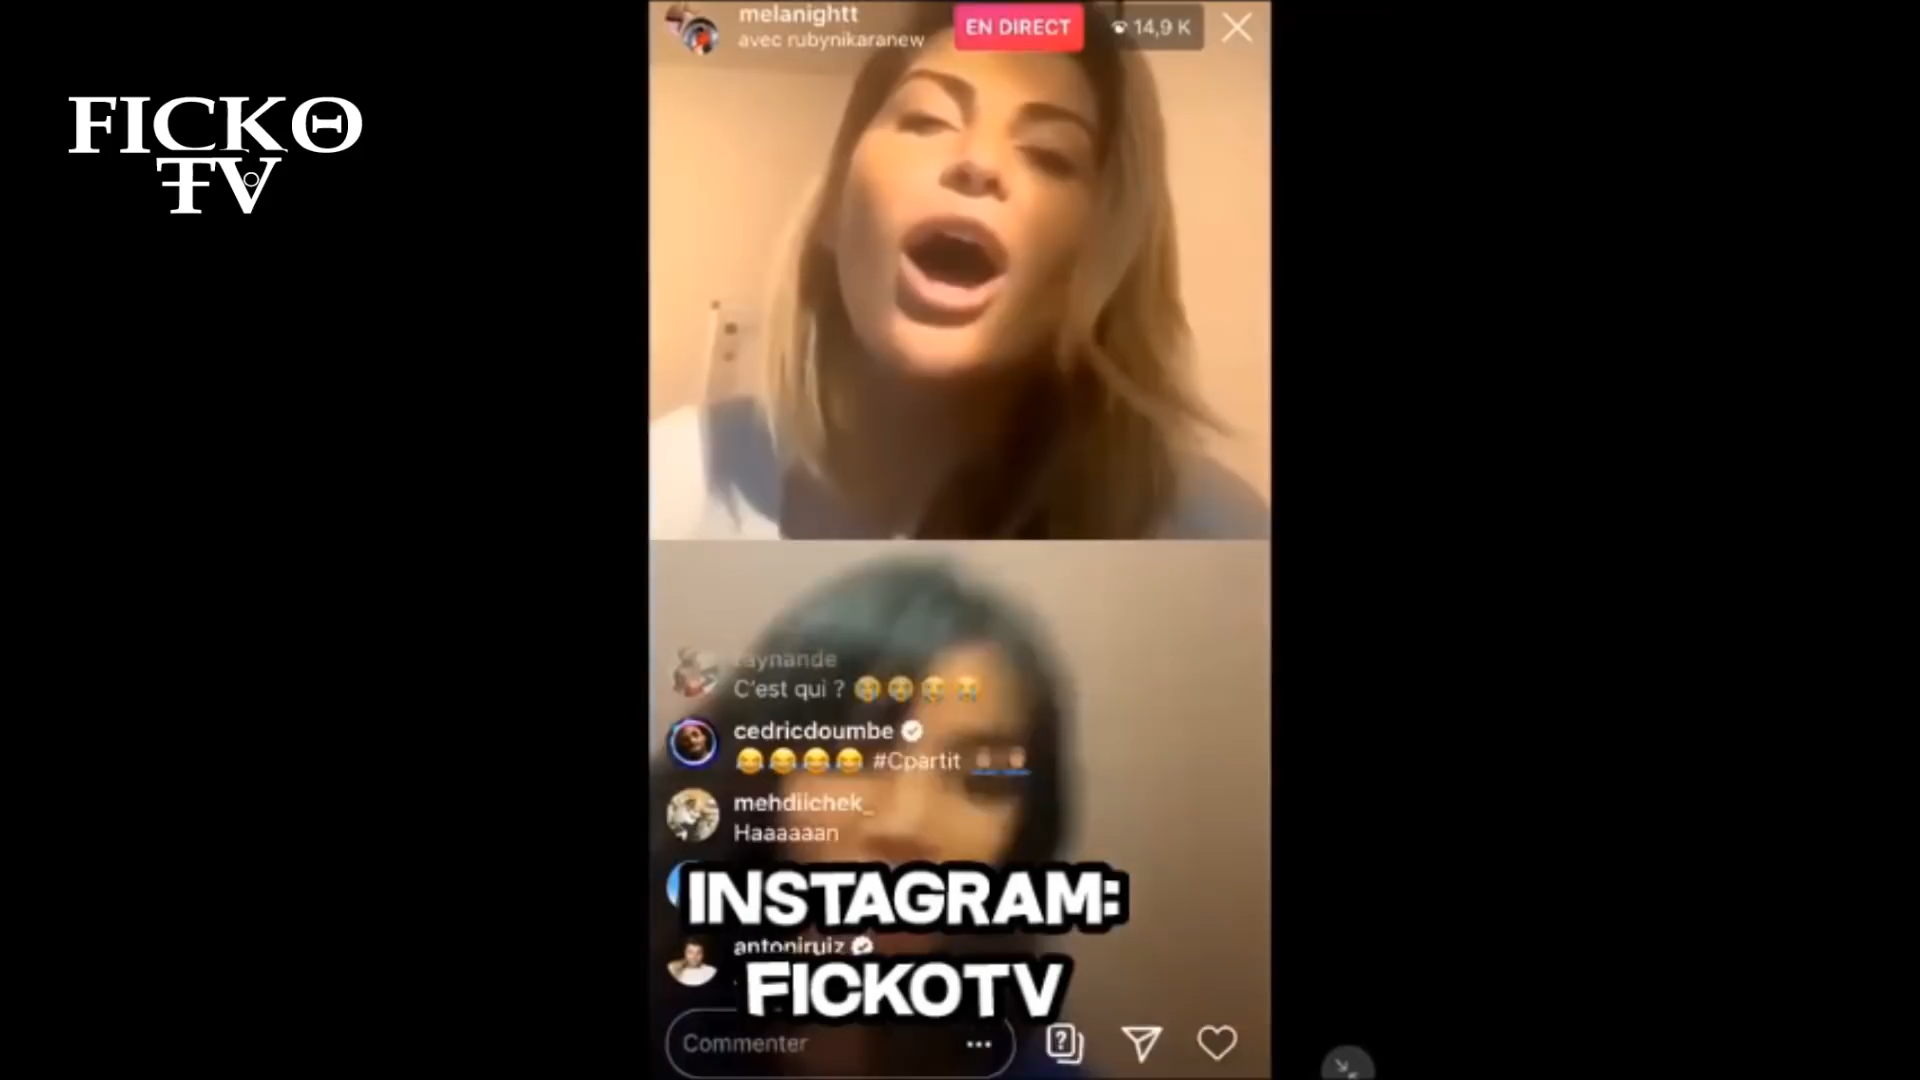 FICKO
TV
melanightt
avec rubynikaranew
EN DIRECT
14,9 K
aynande
C'est qui ? 😭😭😭😭
cedricdoumbe
😂😂😂😂 #Cpartit
mehdiichek_
Haaaaaan
INSTAGRAM:
antoniruiz
FICKOTV
Commenter